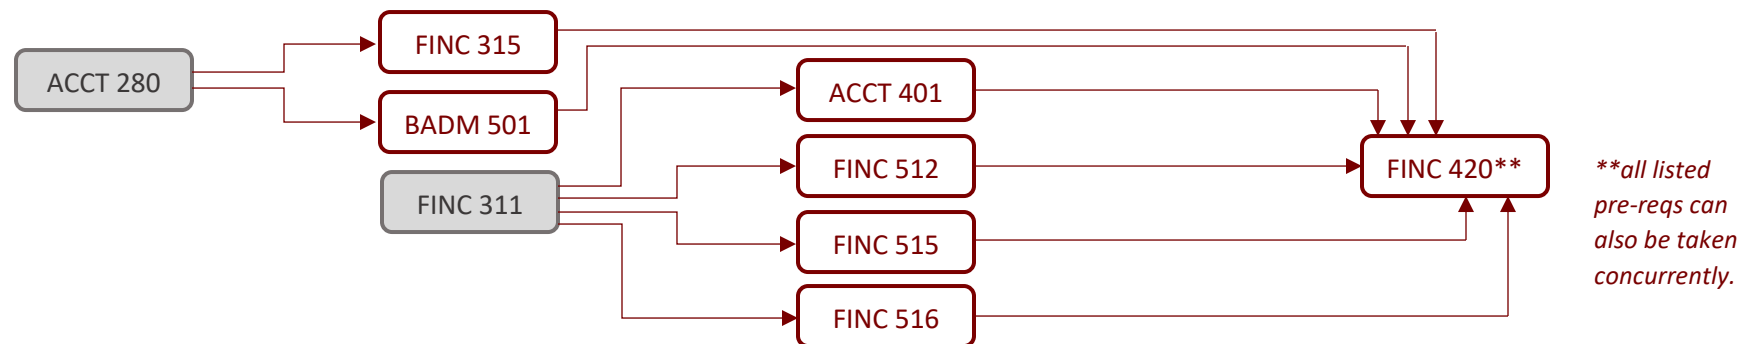 FINC 315
ACCT 280
ACCT 401
BADM 501
FINC 512
FINC 420**
**all listed
pre-reqs can
also be taken
concurrently.
FINC 311
FINC 515
FINC 516